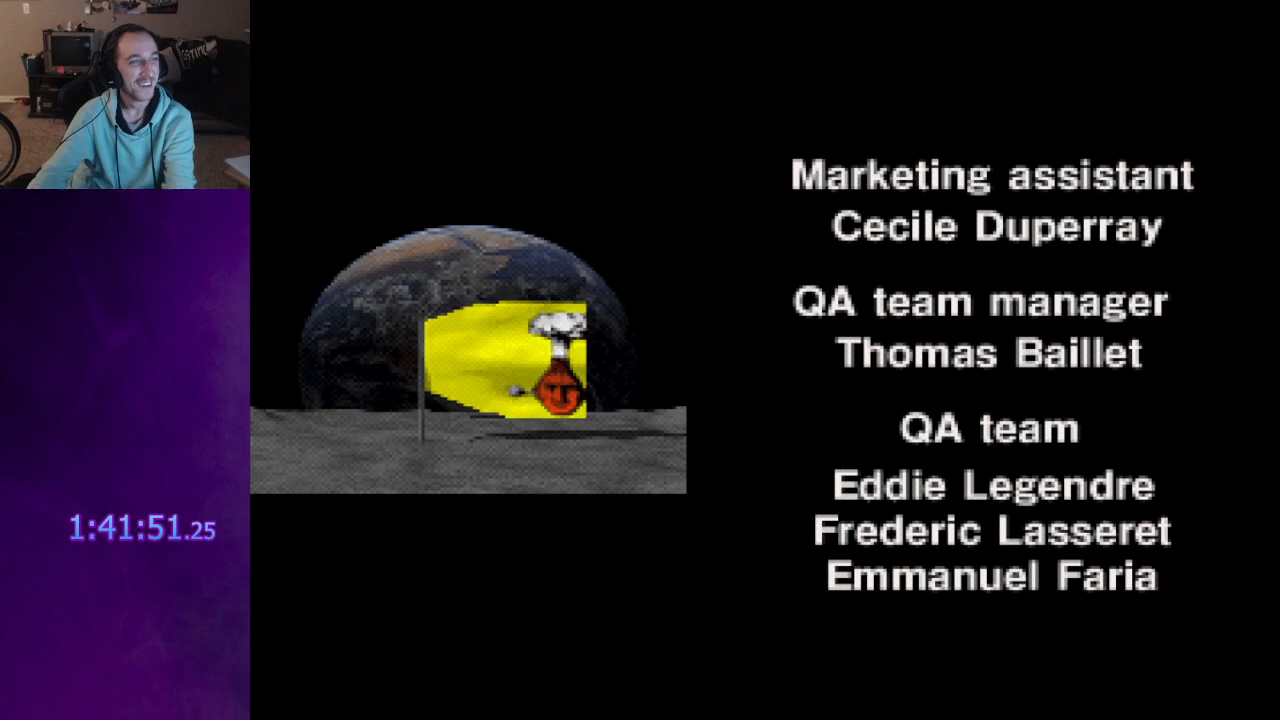 Marketing assistant
Cecile Duperray
QA team manager
Thomas Baillet
QA team
Eddie Legendre
Frederic Lasseret
Emmanuel Faria
1:41:51.25